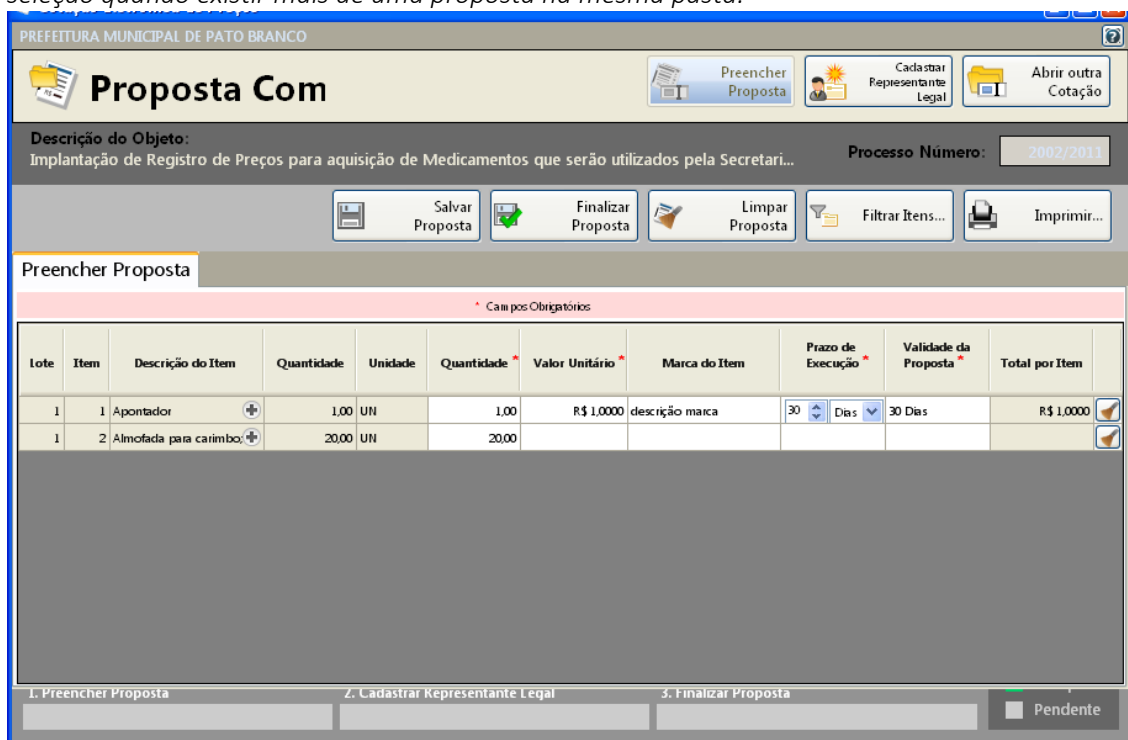 seleção quando existir mais de uma proposta na mesma pasta.
PREFEITURA MUNICIPAL DE PATO BRANCO
Proposta Com
Preencher
Proposta
Cadastrar
Representante
Legal
Abrir outra
Cotação
Descrição do Objeto:
Implantação de Registro de Preços para aquisição de Medicamentos que serão utilizados pela Secretari...
Processo Número:
2002/2011
Salvar
Proposta
Finalizar
Proposta
Limpar
Proposta
Filtrar Itens...
Imprimir...
Preencher Proposta
* Campos Obrigatórios
Lote Item Descrição do Item Quantidade Unidade Quantidade * Valor Unitário * Marca do Item Prazo de Execução * Validade da Proposta * Total por Item
1 1 Apontador 1,00 UN 1,00 R$ 1,0000 descrição marca 30 Dias 30 Dias R$ 1,0000
1 2 Almofada para carimbo; 20,00 UN 20,00
1. Preencher Proposta 2. Cadastrar Representante Legal 3. Finalizar Proposta
Pendente